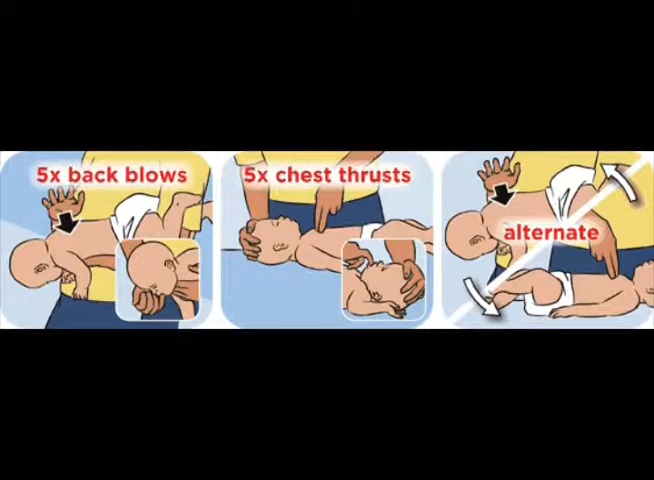 5x back blows
5x chest thrusts
alternate